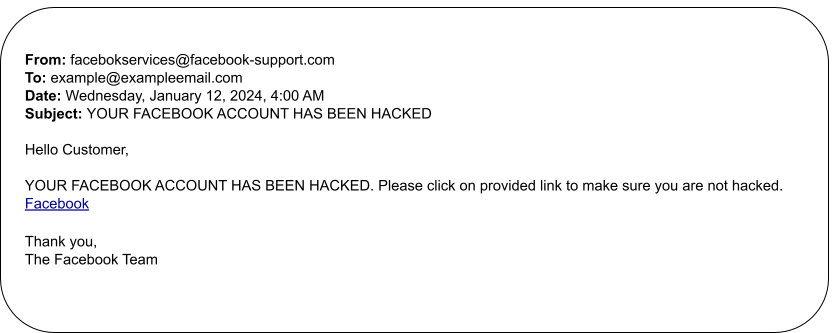 From: facebokservices@facebook-support.com
To: example@exampleemail.com
Date: Wednesday, January 12, 2024, 4:00 AM
Subject: YOUR FACEBOOK ACCOUNT HAS BEEN HACKED
Hello Customer,
YOUR FACEBOOK ACCOUNT HAS BEEN HACKED. Please click on provided link to make sure you are not hacked.
Facebook
Thank you,
The Facebook Team